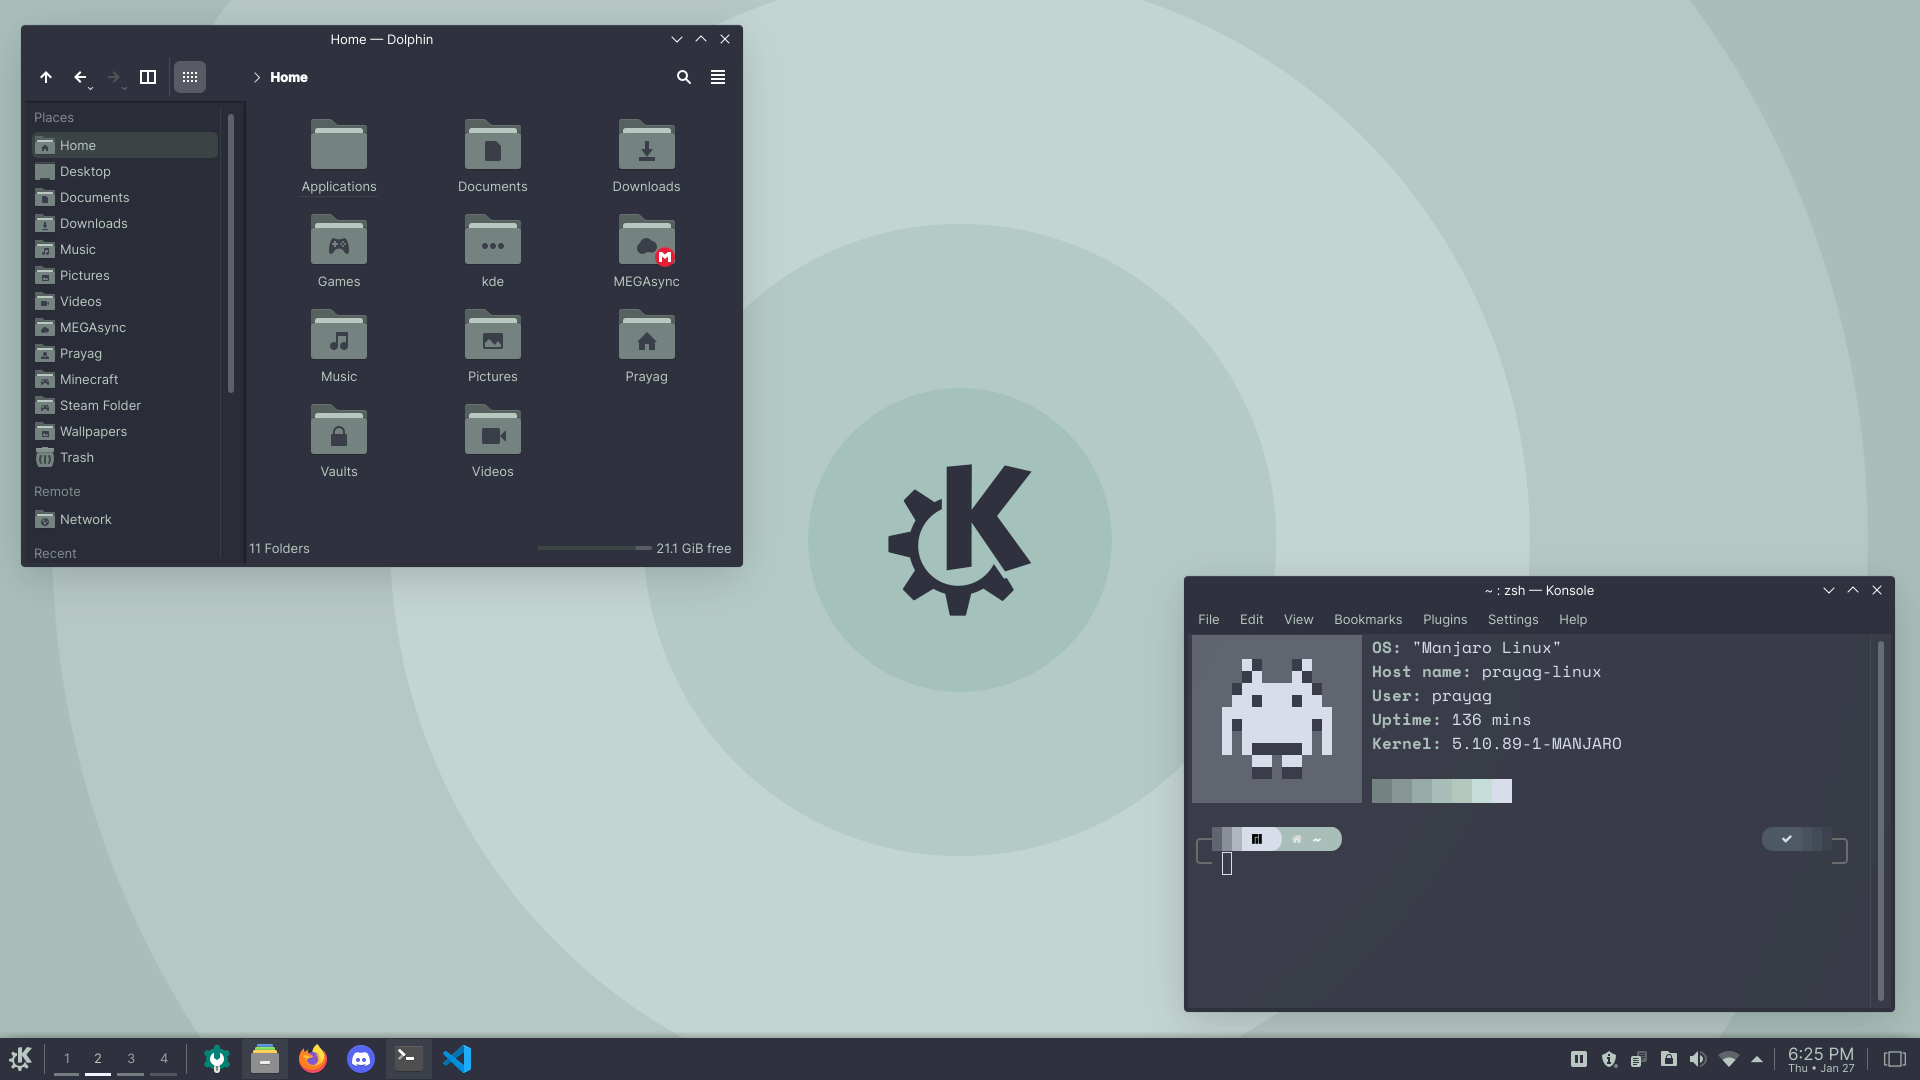 Home — Dolphin
Home
Places
Home
Desktop
Documents
Downloads
Music
Pictures
Videos
MEGAsync
Prayag
Minecraft
Steam Folder
Wallpapers
Trash
Remote
Network
Recent
Applications
Documents
Downloads
Games
kde
MEGAsync
Music
Pictures
Prayag
Vaults
Videos
11 Folders
21.1 GiB free
~ : zsh — Konsole
File Edit View Bookmarks Plugins Settings Help
OS: "Manjaro Linux"
Host name: prayag-linux
User: prayag
Uptime: 136 mins
Kernel: 5.10.89-1-MANJARO
~
1 2 3 4
6:25 PM
Thu • Jan 27